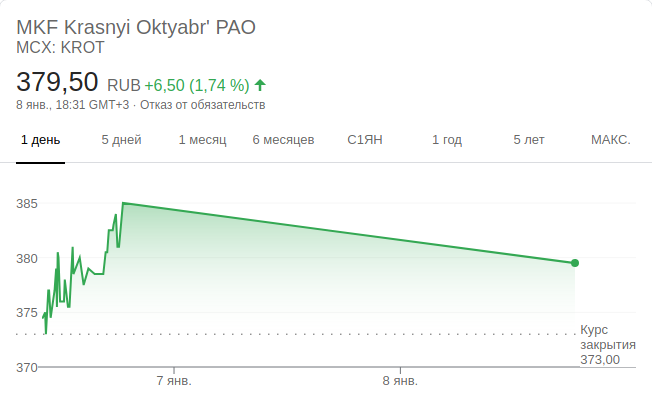 MKF Krasnyi Oktyabr' PAO
MCX: KROT
379,50 RUB +6,50 (1,74 %)
8 янв., 18:31 GMT+3 · Отказ от обязательств
1 день 5 дней 1 месяц 6 месяцев С1ЯН 1 год 5 лет МАКС.
385
380
375
Курс
закрытия
373,00
370
7 янв. 8 янв.